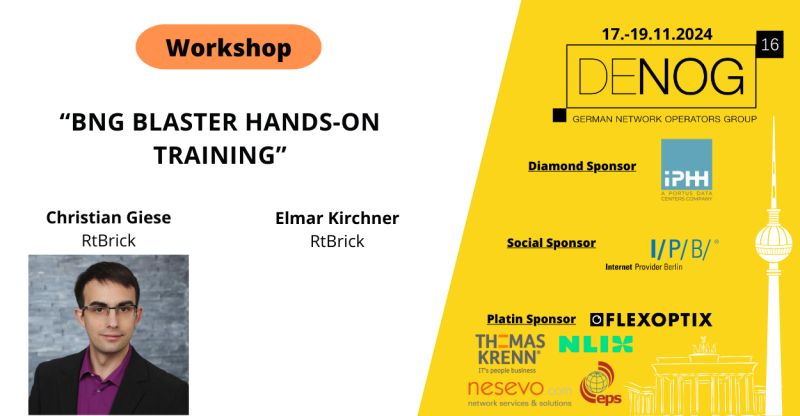 Workshop
“BNG BLASTER HANDS-ON
TRAINING”
Christian Giese
RtBrick
Elmar Kirchner
RtBrick
17.-19.11.2024
16
DENOG
GERMAN NETWORK OPERATORS GROUP
Diamond Sponsor
iPHH
A PORTUS DATA
CENTERS COMPANY
Social Sponsor
I/P/B/®
Internet Provider Berlin
Platin Sponsor
FLEXOPTIX
THOMAS
KRENN®
IT's people business
NLIX
nesevo.com
network services & solutions
eps